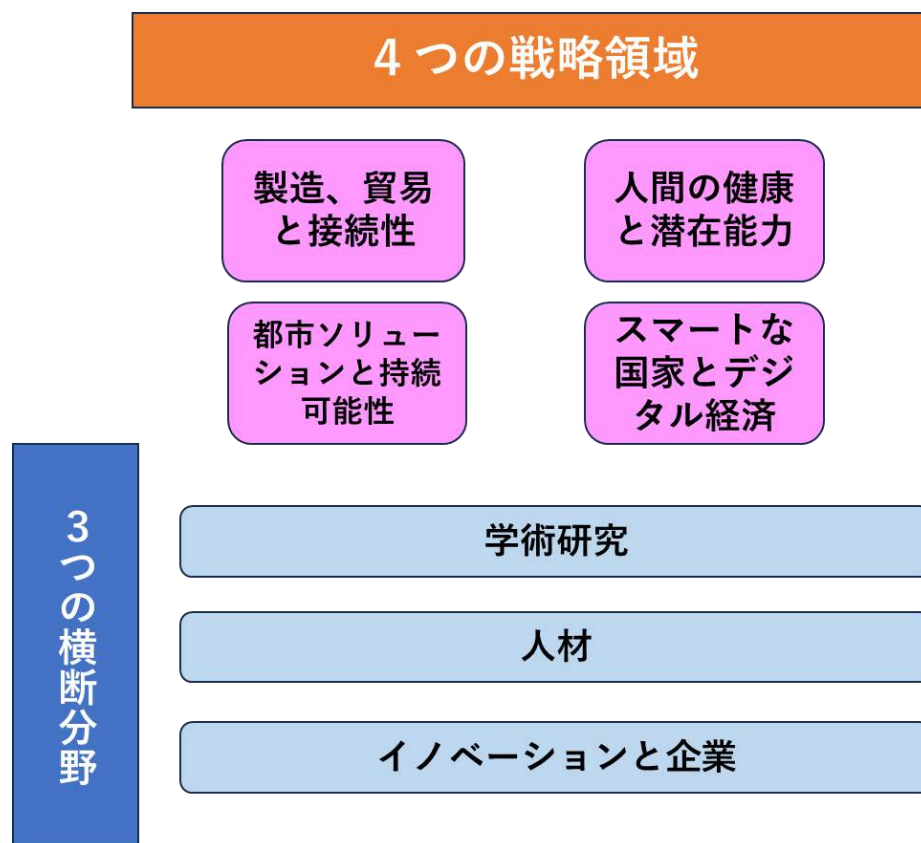 4つの戦略領域
製造、貿易
と接続性
人間の健康
と潜在能力
都市ソリュー
ションと持続
可能性
スマートな
国家とデジ
タル経済
3つの横断分野
学術研究
人材
イノベーションと企業